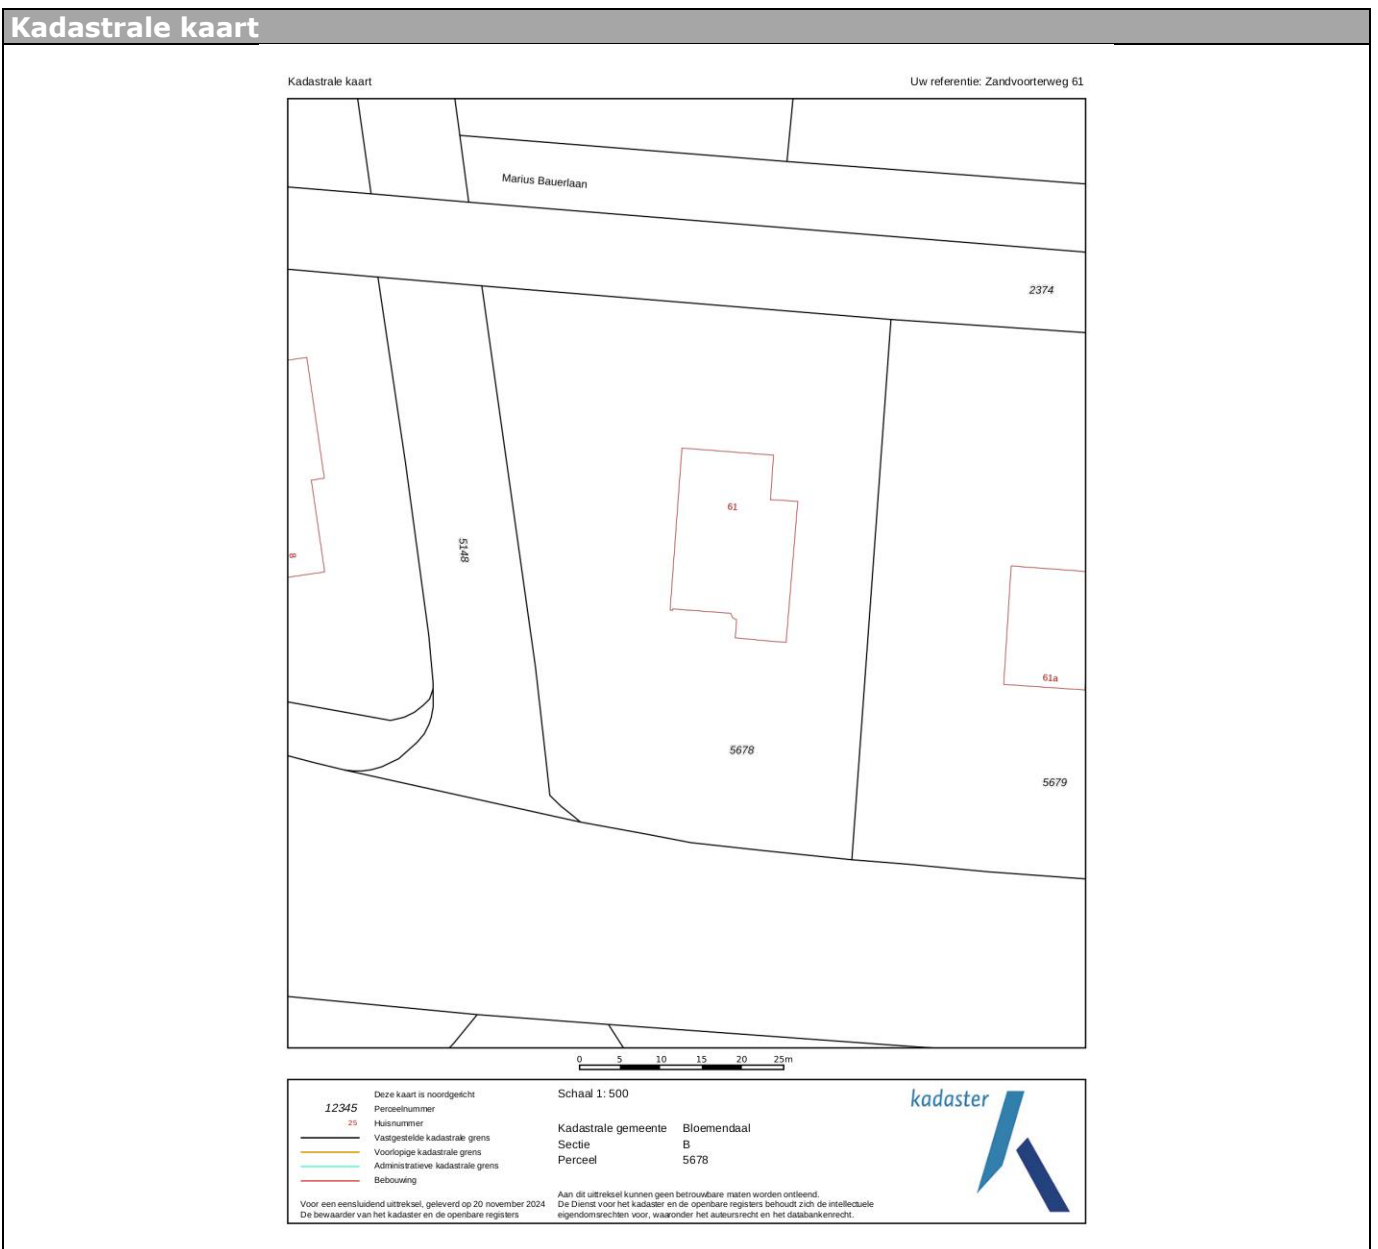 Kadastrale kaart
Kadastrale kaart
Uw referentie: Zandvoorterweg 61
Marius Bauerlaan
2374
61
8
5148
61a
5678
5679
0 5 10 15 20 25m
Deze kaart is noordgericht
12345 Perceelnummer
25 Huisnummer
Vastgestelde kadastrale grens
Voorlopige kadastrale grens
Administratieve kadastrale grens
Bebouwing
Voor een eensluidend uittreksel, geleverd op 20 november 2024
De bewaarder van het kadaster en de openbare registers
Schaal 1: 500
Kadastrale gemeente Bloemendaal
Sectie B
Perceel 5678
Aan dit uittreksel kunnen geen betrouwbare maten worden ontleend.
De Dienst voor het kadaster en de openbare registers behoudt zich de intellectuele
eigendomsrechten voor, waaronder het auteursrecht en het databankenrecht.
kadaster